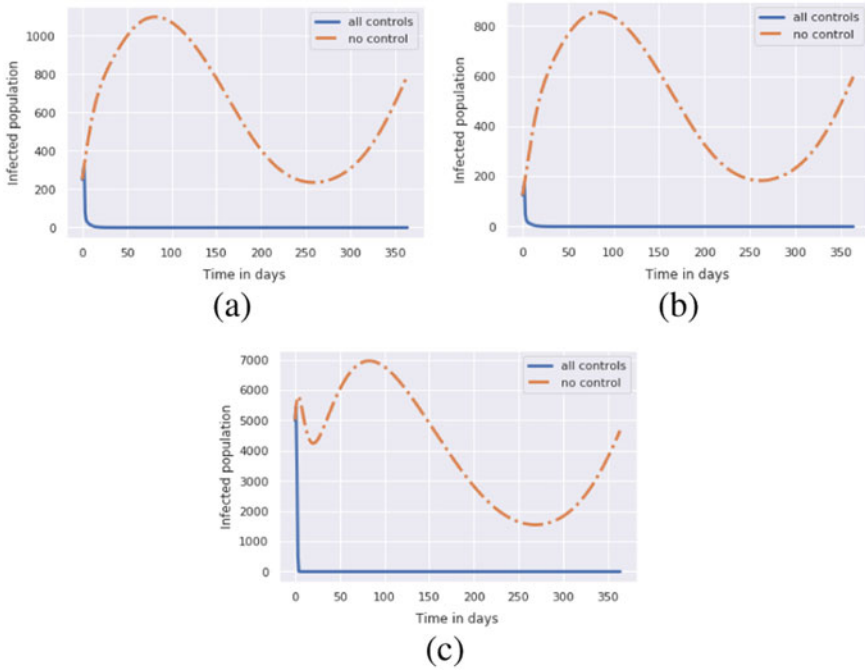 1000
800
600
400
200
0
Infected population
all controls
no control
0 50 100 150 200 250 300 350
Time in days
(a)
800
600
400
200
0
Infected population
all controls
no control
0 50 100 150 200 250 300 350
Time in days
(b)
7000
6000
5000
4000
3000
2000
1000
0
Infected population
all controls
no control
0 50 100 150 200 250 300 350
Time in days
(c)